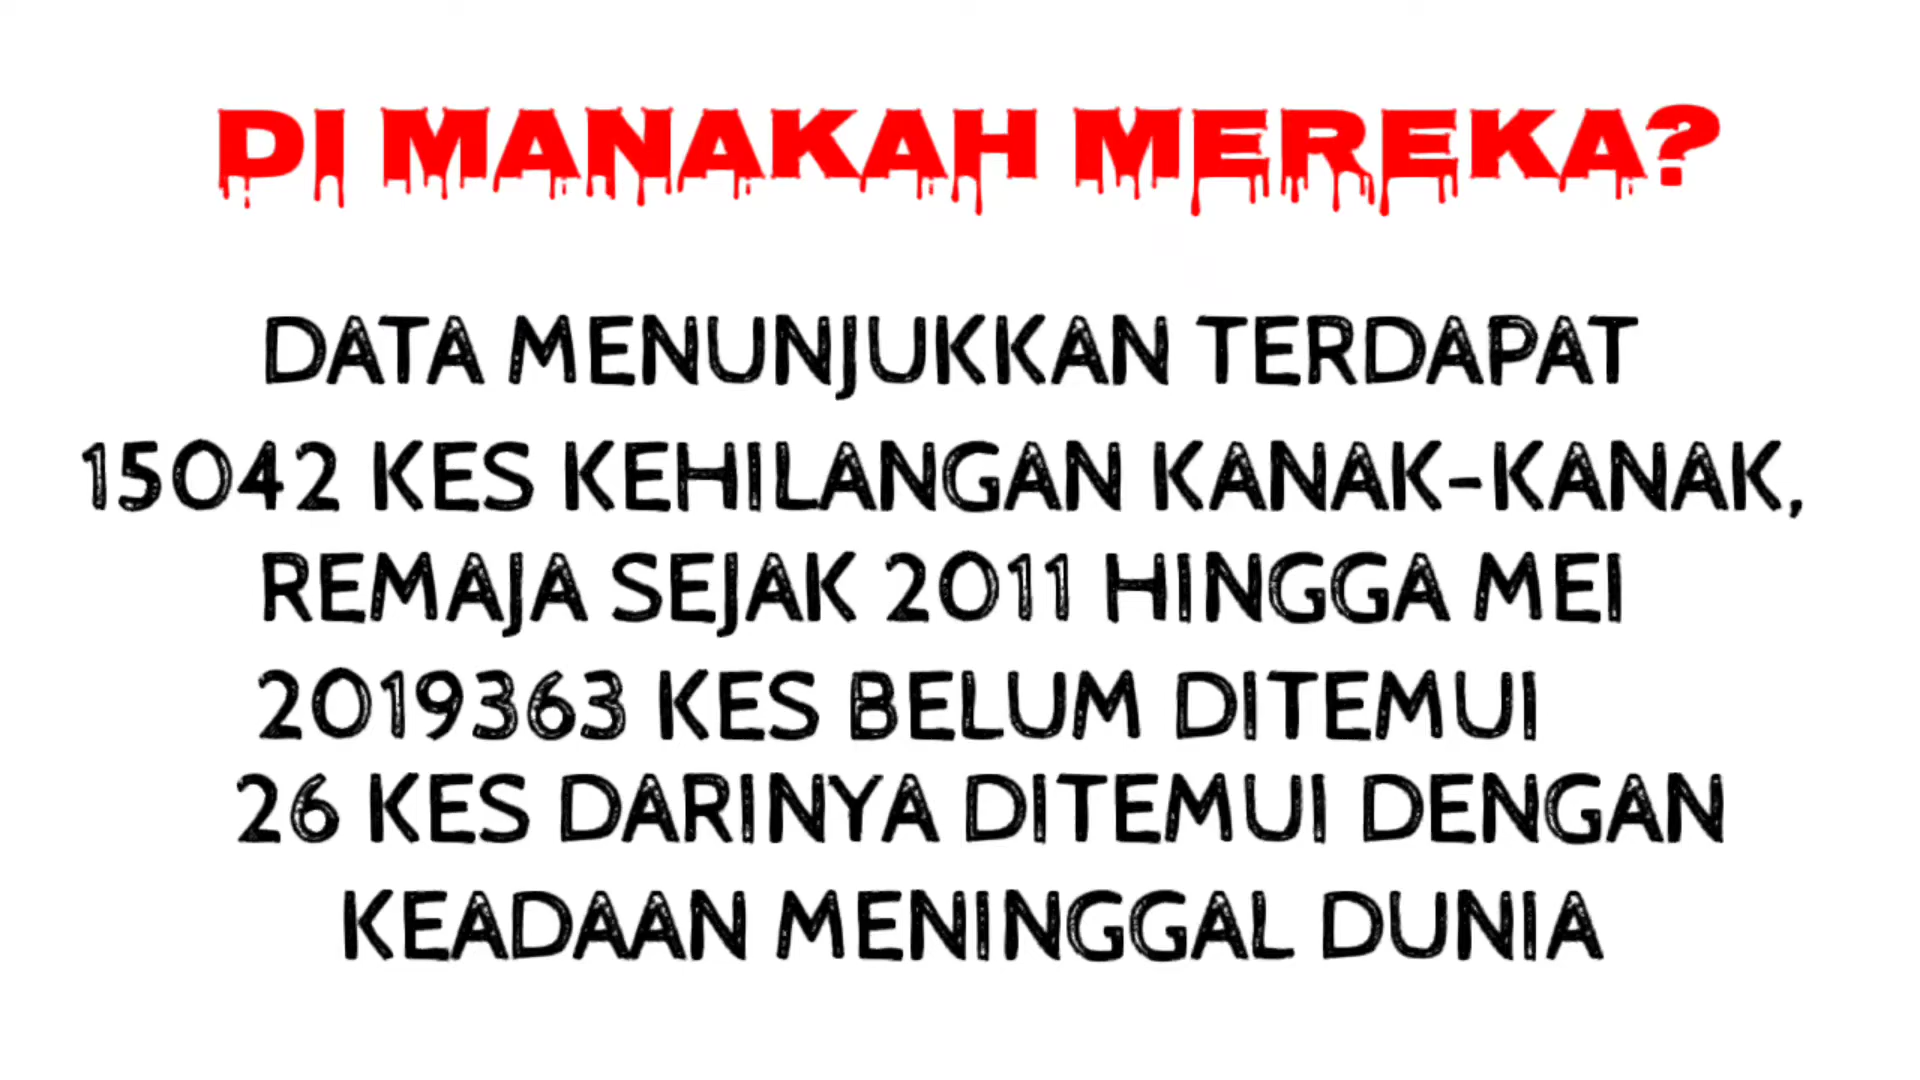 DI MANAKAH MEREKA?
DATA MENUNJUKKAN TERDAPAT
15042 KES KEHILANGAN KANAK-KANAK,
REMAJA SEJAK 2011 HINGGA MEI
2019363 KES BELUM DITEMUI
26 KES DARINYA DITEMUI DENGAN
KEADAAN MENINGGAL DUNIA